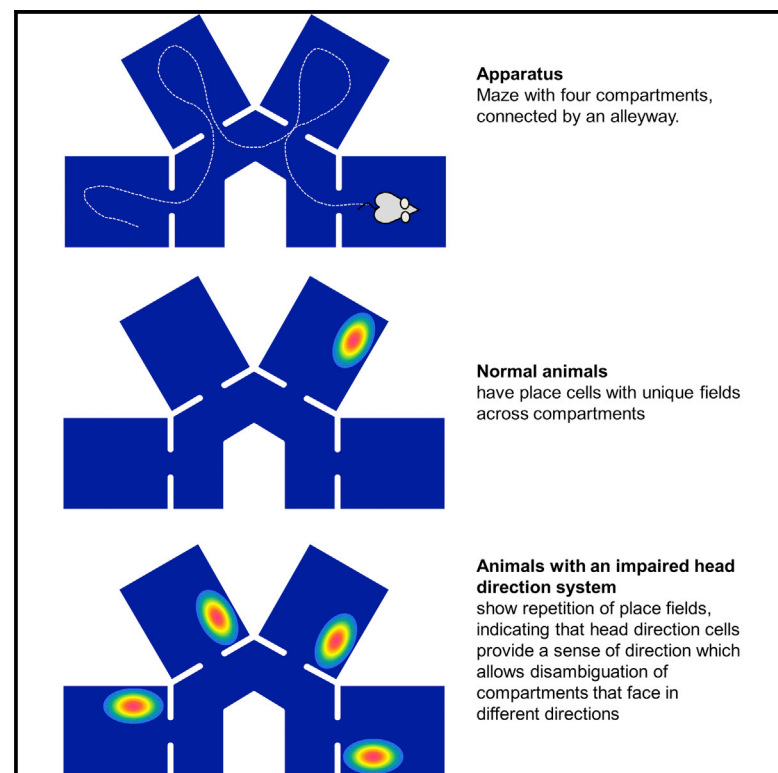 Apparatus
Maze with four compartments,
connected by an alleyway.
Normal animals
have place cells with unique fields
across compartments
Animals with an impaired head
direction system
show repetition of place fields,
indicating that head direction cells
provide a sense of direction which
allows disambiguation of
compartments that face in
different directions